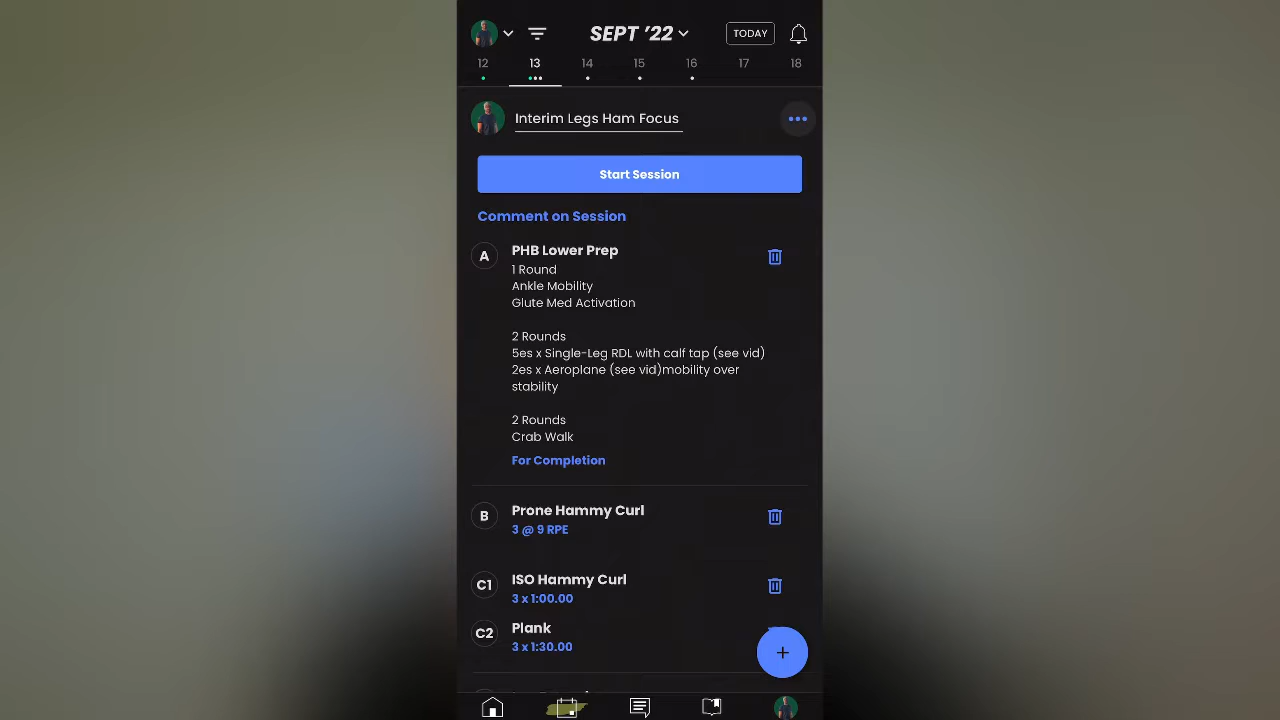 SEPT '22
TODAY
12 13 14 15 16 17 18
Interim Legs Ham Focus
Start Session
Comment on Session
A
PHB Lower Prep
1 Round
Ankle Mobility
Glute Med Activation
2 Rounds
5es x Single-Leg RDL with calf tap (see vid)
2es x Aeroplane (see vid)mobility over
stability
2 Rounds
Crab Walk
For Completion
B
Prone Hammy Curl
3 @ 9 RPE
C1
ISO Hammy Curl
3 x 1:00.00
C2
Plank
3 x 1:30.00